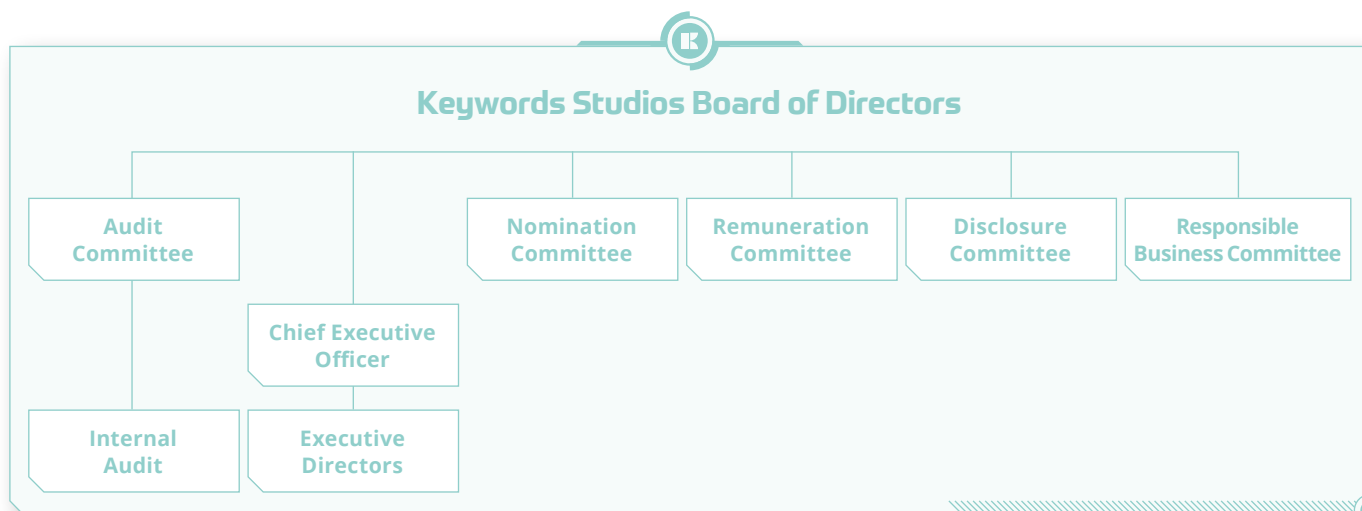 Keywords Studios Board of Directors
Audit
Committee
Nomination
Committee
Remuneration
Committee
Disclosure
Committee
Responsible
Business Committee
Chief Executive
Officer
Internal
Audit
Executive
Directors